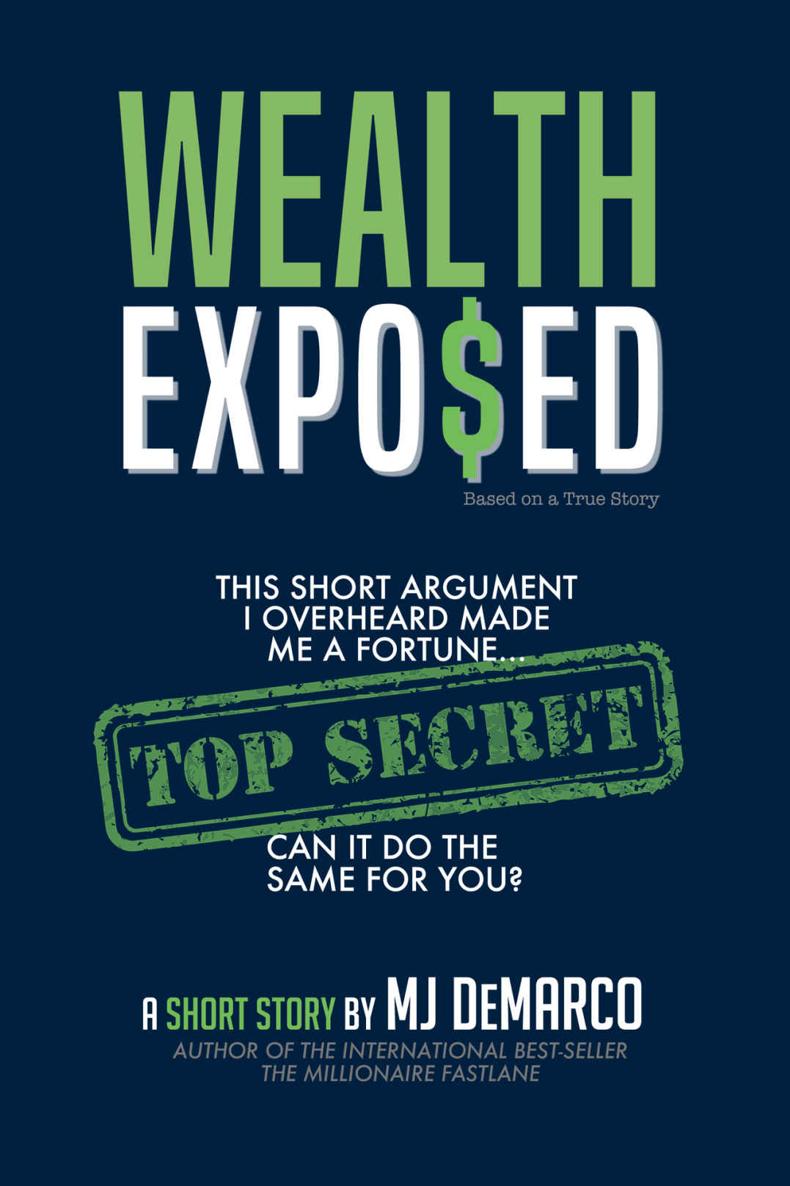 WEALTH
EXPO$ED
Based on a True Story
THIS SHORT ARGUMENT
I OVERHEARD MADE
ME A FORTUNE...
TOP SECRET
CAN IT DO THE
SAME FOR YOU?
A SHORT STORY BY MJ DEMARCO
AUTHOR OF THE INTERNATIONAL BEST-SELLER
THE MILLIONAIRE FASTLANE